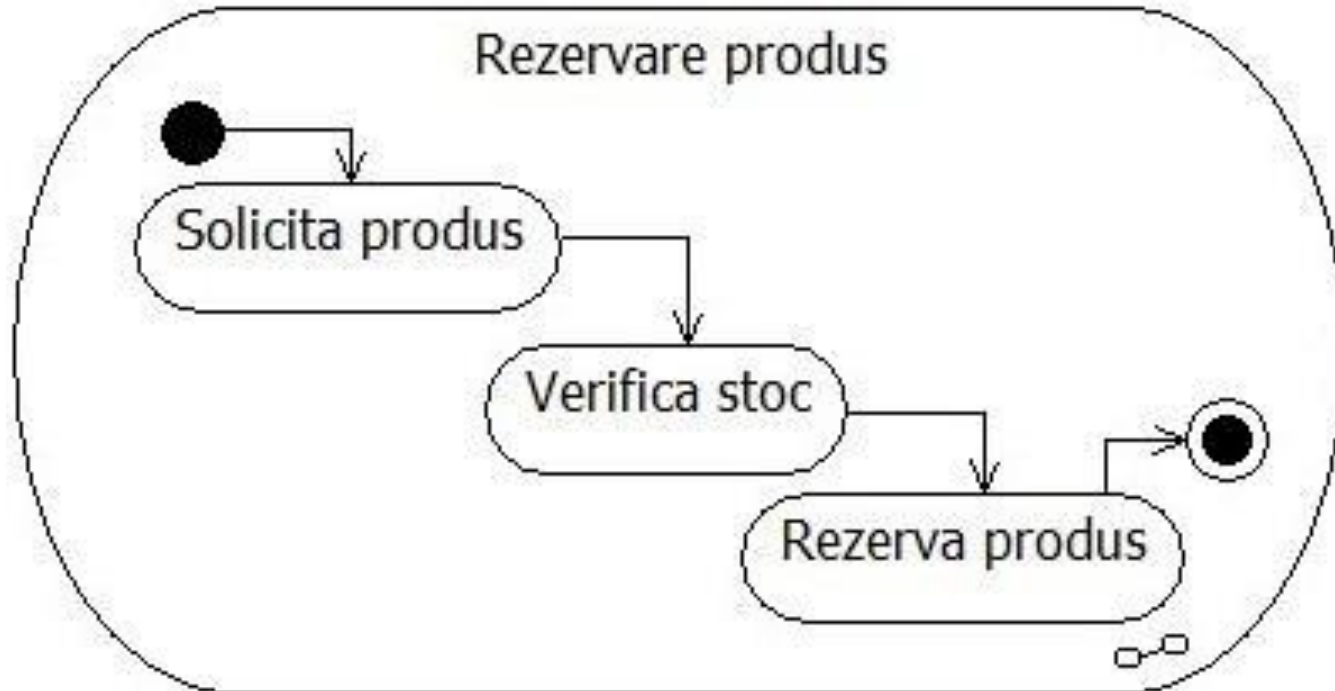 Rezervare produs
Solicita produs
Verifica stoc
Rezerva produs